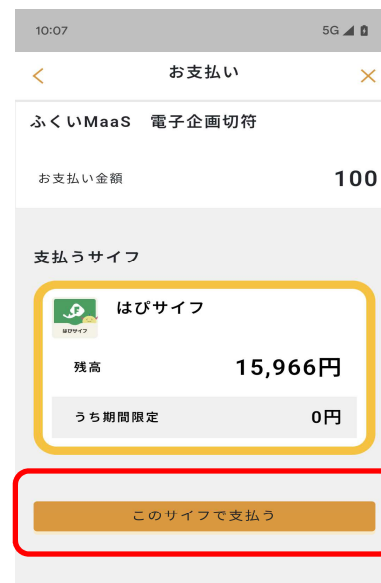 10:07 5G
お支払い
ふくいMaaS 電子企画切符
お支払い金額 100
支払うサイフ
はぴサイフ
はぴサイフ
残高 15,966円
うち期間限定 0円
このサイフで支払う